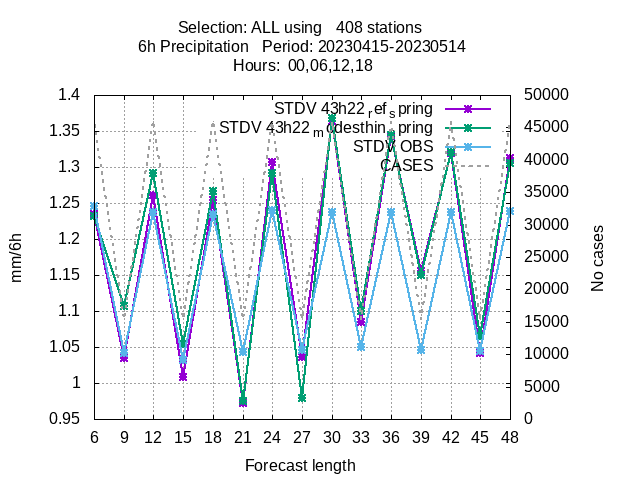 Selection: ALL using   408 stations
6h Precipitation   Period: 20230415-20230514
Hours:  00,06,12,18
STDV 43h22refspring
STDV 43h22modesthinspring
STDV OBS
CASES
1.4
1.35
1.3
1.25
1.2
1.15
1.1
1.05
1
0.95
50000
45000
40000
35000
30000
25000
20000
15000
10000
5000
0
mm/6h
No cases
6 9 12 15 18 21 24 27 30 33 36 39 42 45 48
Forecast length